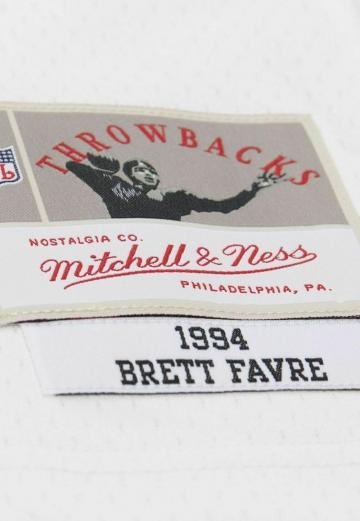 THROWBACKS
NOSTALGIA CO.
Mitchell & Ness
PHILADELPHIA, PA.
1994
BRETT FAVRE